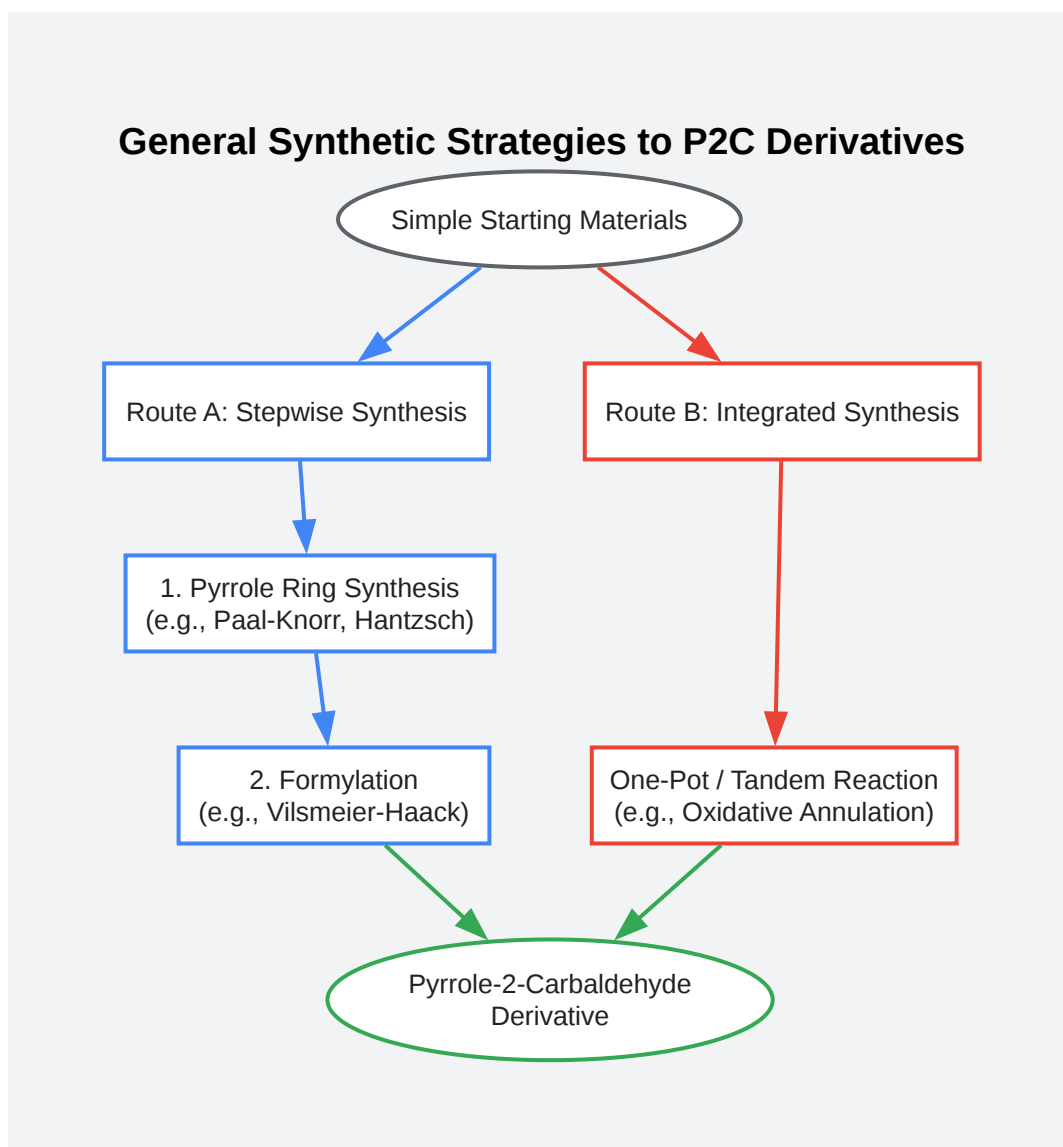 General Synthetic Strategies to P2C Derivatives
Simple Starting Materials
Route A: Stepwise Synthesis
Route B: Integrated Synthesis
1. Pyrrole Ring Synthesis
(e.g., Paal-Knorr, Hantzsch)
2. Formylation
(e.g., Vilsmeier-Haack)
One-Pot / Tandem Reaction
(e.g., Oxidative Annulation)
Pyrrole-2-Carbaldehyde
Derivative